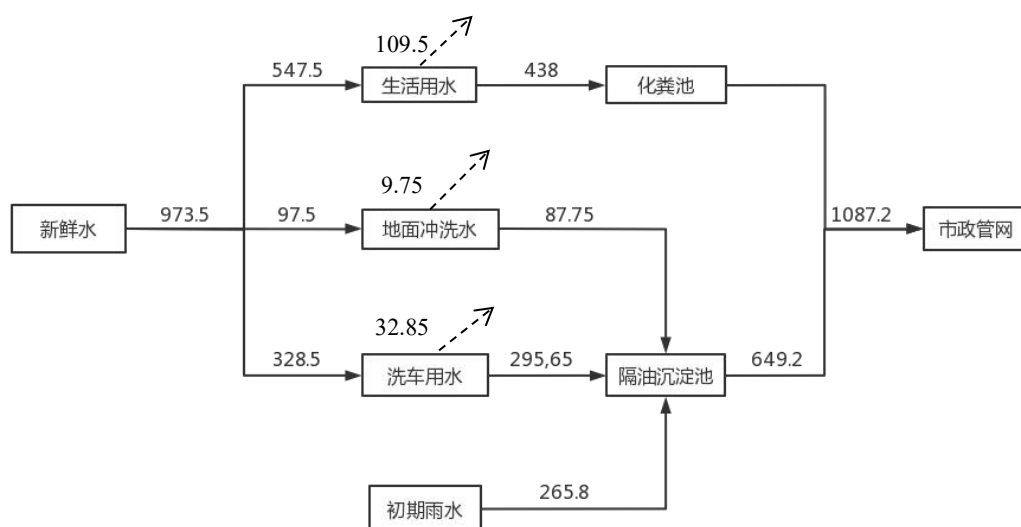 109.5
547.5
生活用水
438
化粪池
9.75
新鲜水
973.5
97.5
地面冲洗水
87.75
1087.2
市政管网
32.85
328.5
洗车用水
295,65
隔油沉淀池
649.2
初期雨水
265.8